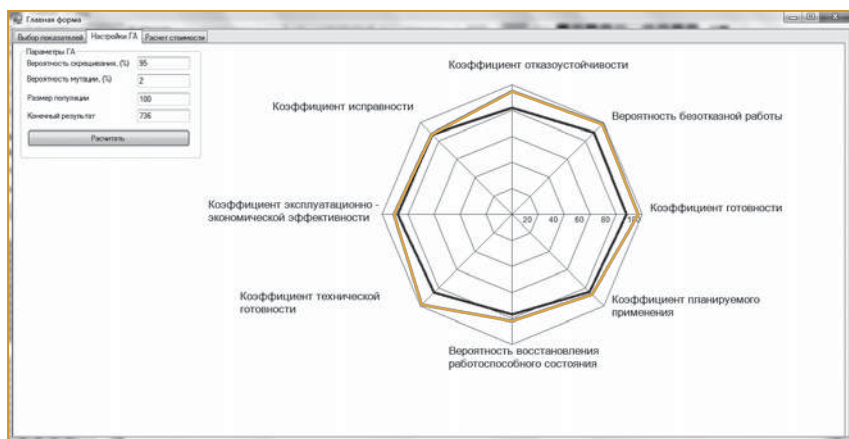 Главная форма
Выбор показателей
Настройки ГА
Расчет стоимости
Параметры ГА
Вероятность скрещивания, (%)
95
Вероятность мутации, (%)
2
Размер популяции
100
Конечный результат
736
Расчитать
Коэффициент отказоустойчивости
Коэффициент исправности
Вероятность безотказной работы
Коэффициент эксплуатационно -
экономической эффективности
Коэффициент готовности
20 40 60 80 100
Коэффициент технической
готовности
Коэффициент планируемого
применения
Вероятность восстановления
работоспособного состояния